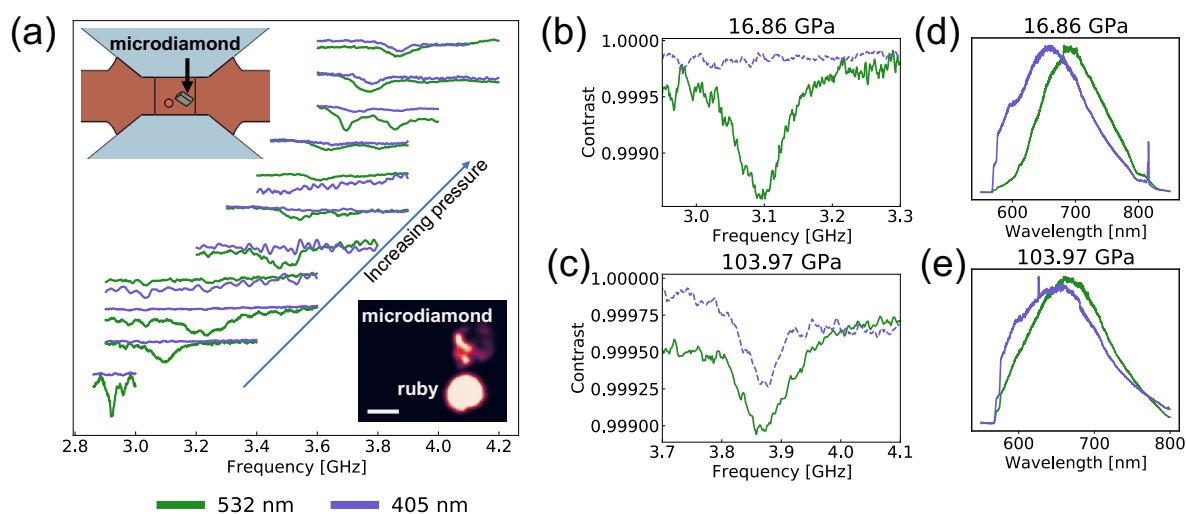 (a)
microdiamond
Increasing pressure
microdiamond
ruby
2.8 3.0 3.2 3.4 3.6 3.8 4.0 4.2
Frequency [GHz]
532 nm 405 nm
(b)
16.86 GPa
1.0000
0.9995
0.9990
Contrast
3.0 3.1 3.2 3.3
Frequency [GHz]
(c)
103.97 GPa
1.00000
0.99975
0.99950
0.99925
0.99900
Contrast
3.7 3.8 3.9 4.0 4.1
Frequency [GHz]
(d)
16.86 GPa
600 700 800
Wavelength [nm]
(e)
103.97 GPa
600 700 800
Wavelength [nm]